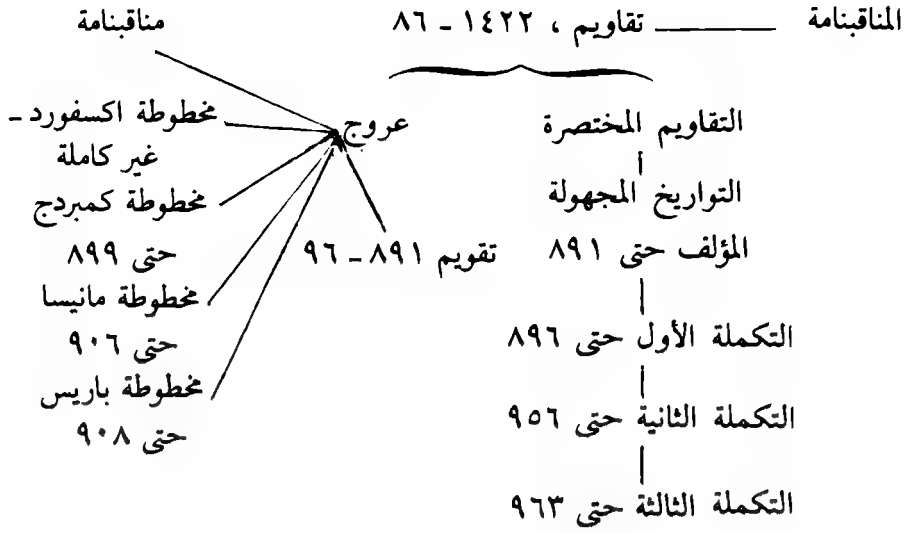 المناقبنامة ــــــ تقاويم ، ١٤٢٢ ـ ٨٦
مناقبنامة
التقاويم المختصرة
أ
التواريخ المجهولة
المؤلف حتى ٨٩١
التكملة الأول حتى ٨٩٦
التكملة الثانية حتى ٩٥٦
التكملة الثالثة حتى ٩٦٣
عروج
تقويم ٨٩١ ـ ٩٦
مخطوطة اكسفورد ـ
غير كاملة
مخطوطة كمبردج
حتى ٨٩٩
مخطوطة مانيسا
حتى ٩٠٦
مخطوطة باريس
حتى ٩٠٨